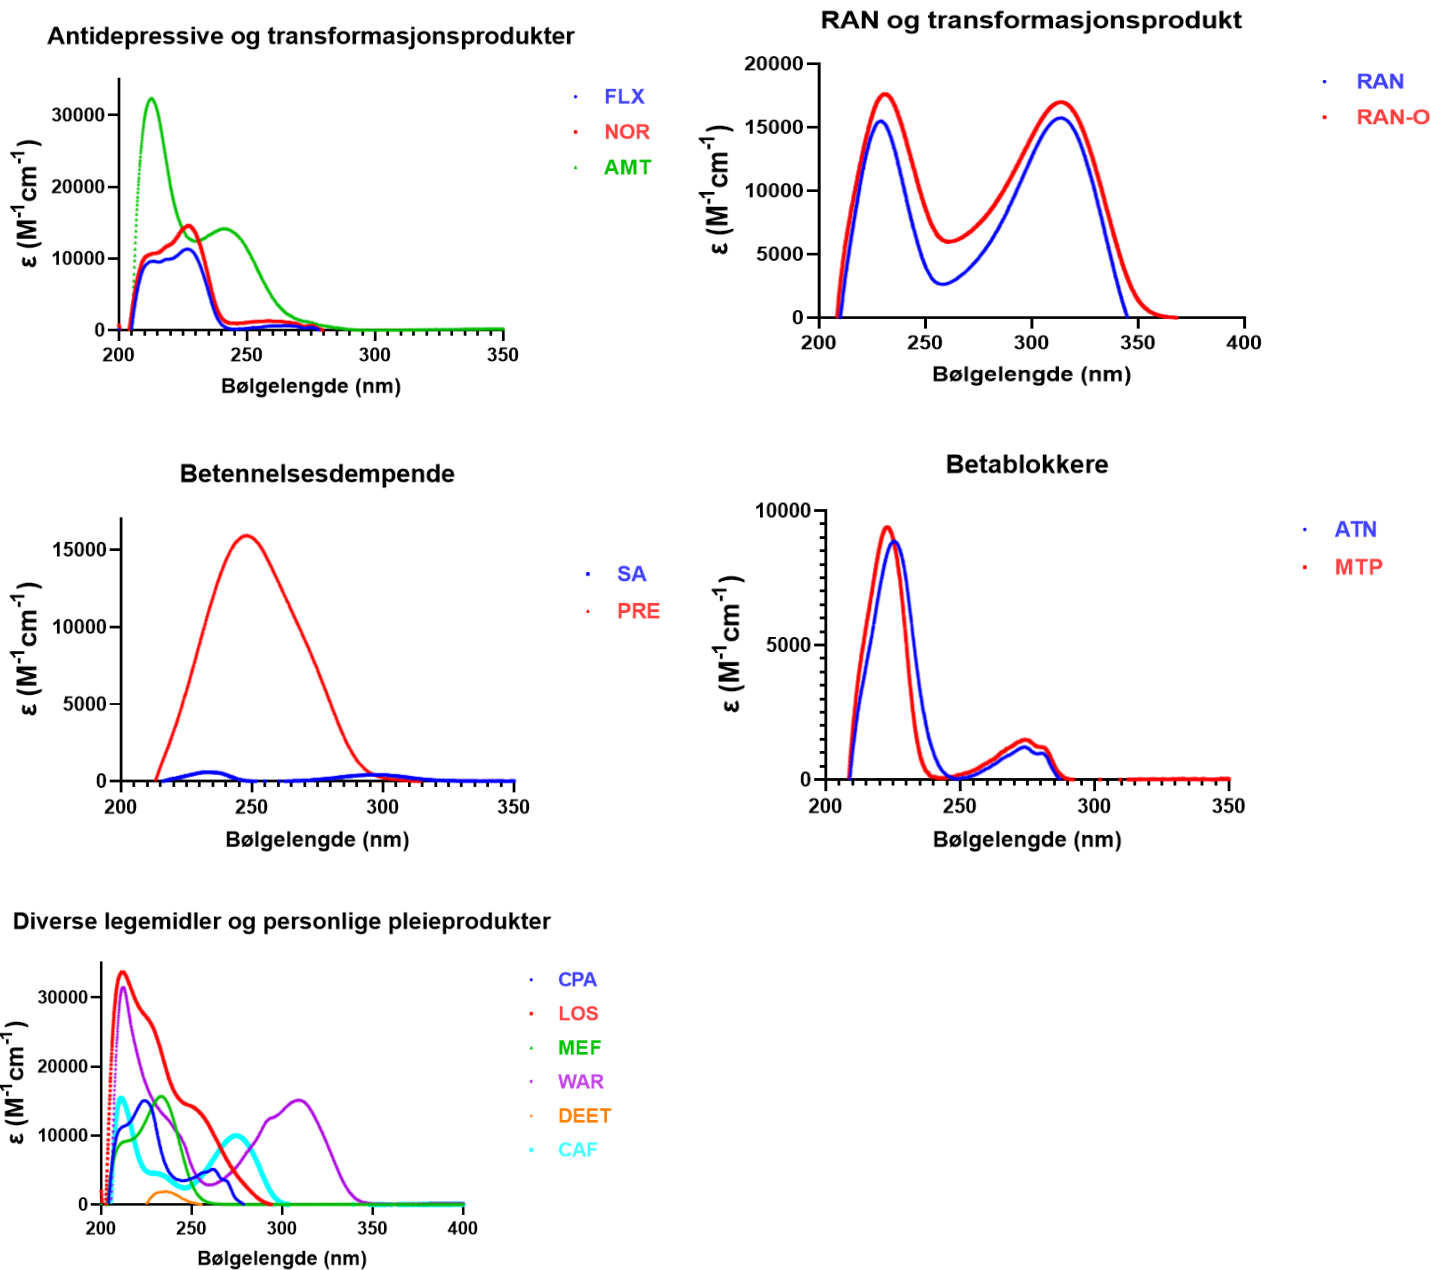 Antidepressive og transformasjonsprodukter
ε (M⁻¹cm⁻¹)
30000
20000
10000
0
200 250 300 350
Bølgelengde (nm)
FLX
NOR
AMT
RAN og transformasjonsprodukt
ε (M⁻¹cm⁻¹)
20000
15000
10000
5000
0
200 250 300 350 400
Bølgelengde (nm)
RAN
RAN-O
Betennelsesdempende
ε (M⁻¹cm⁻¹)
15000
10000
5000
0
200 250 300 350
Bølgelengde (nm)
SA
PRE
Betablokkere
ε (M⁻¹cm⁻¹)
10000
5000
0
200 250 300 350
Bølgelengde (nm)
ATN
MTP
Diverse legemidler og personlige pleieprodukter
ε (M⁻¹cm⁻¹)
30000
20000
10000
0
200 250 300 350 400
Bølgelengde (nm)
CPA
LOS
MEF
WAR
DEET
CAF